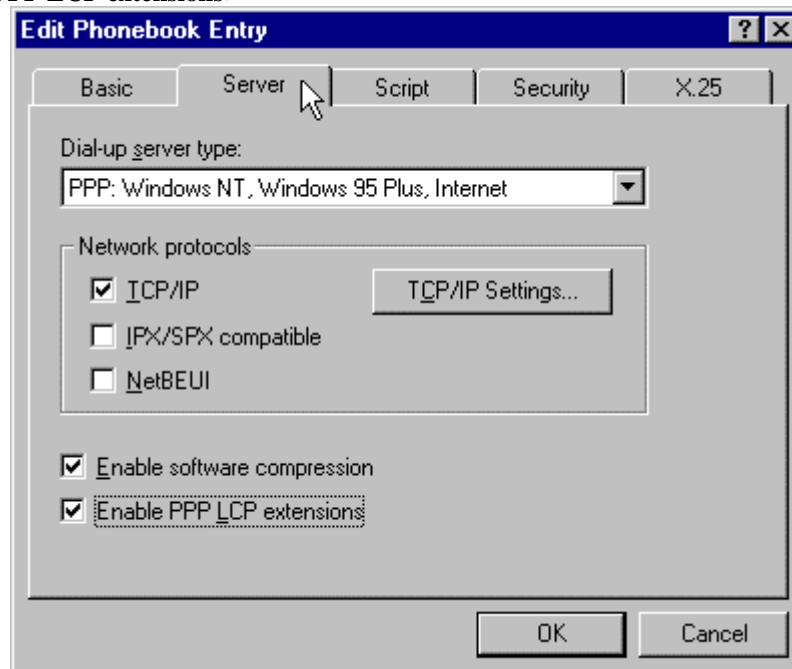 LCP extensions
Edit Phonebook Entry
Basic Server Script Security X.25
Dial-up server type:
PPP: Windows NT, Windows 95 Plus, Internet
Network protocols
TCP/IP TCP/IP Settings...
IPX/SPX compatible
NetBEUI
Enable software compression
Enable PPP LCP extensions
OK Cancel